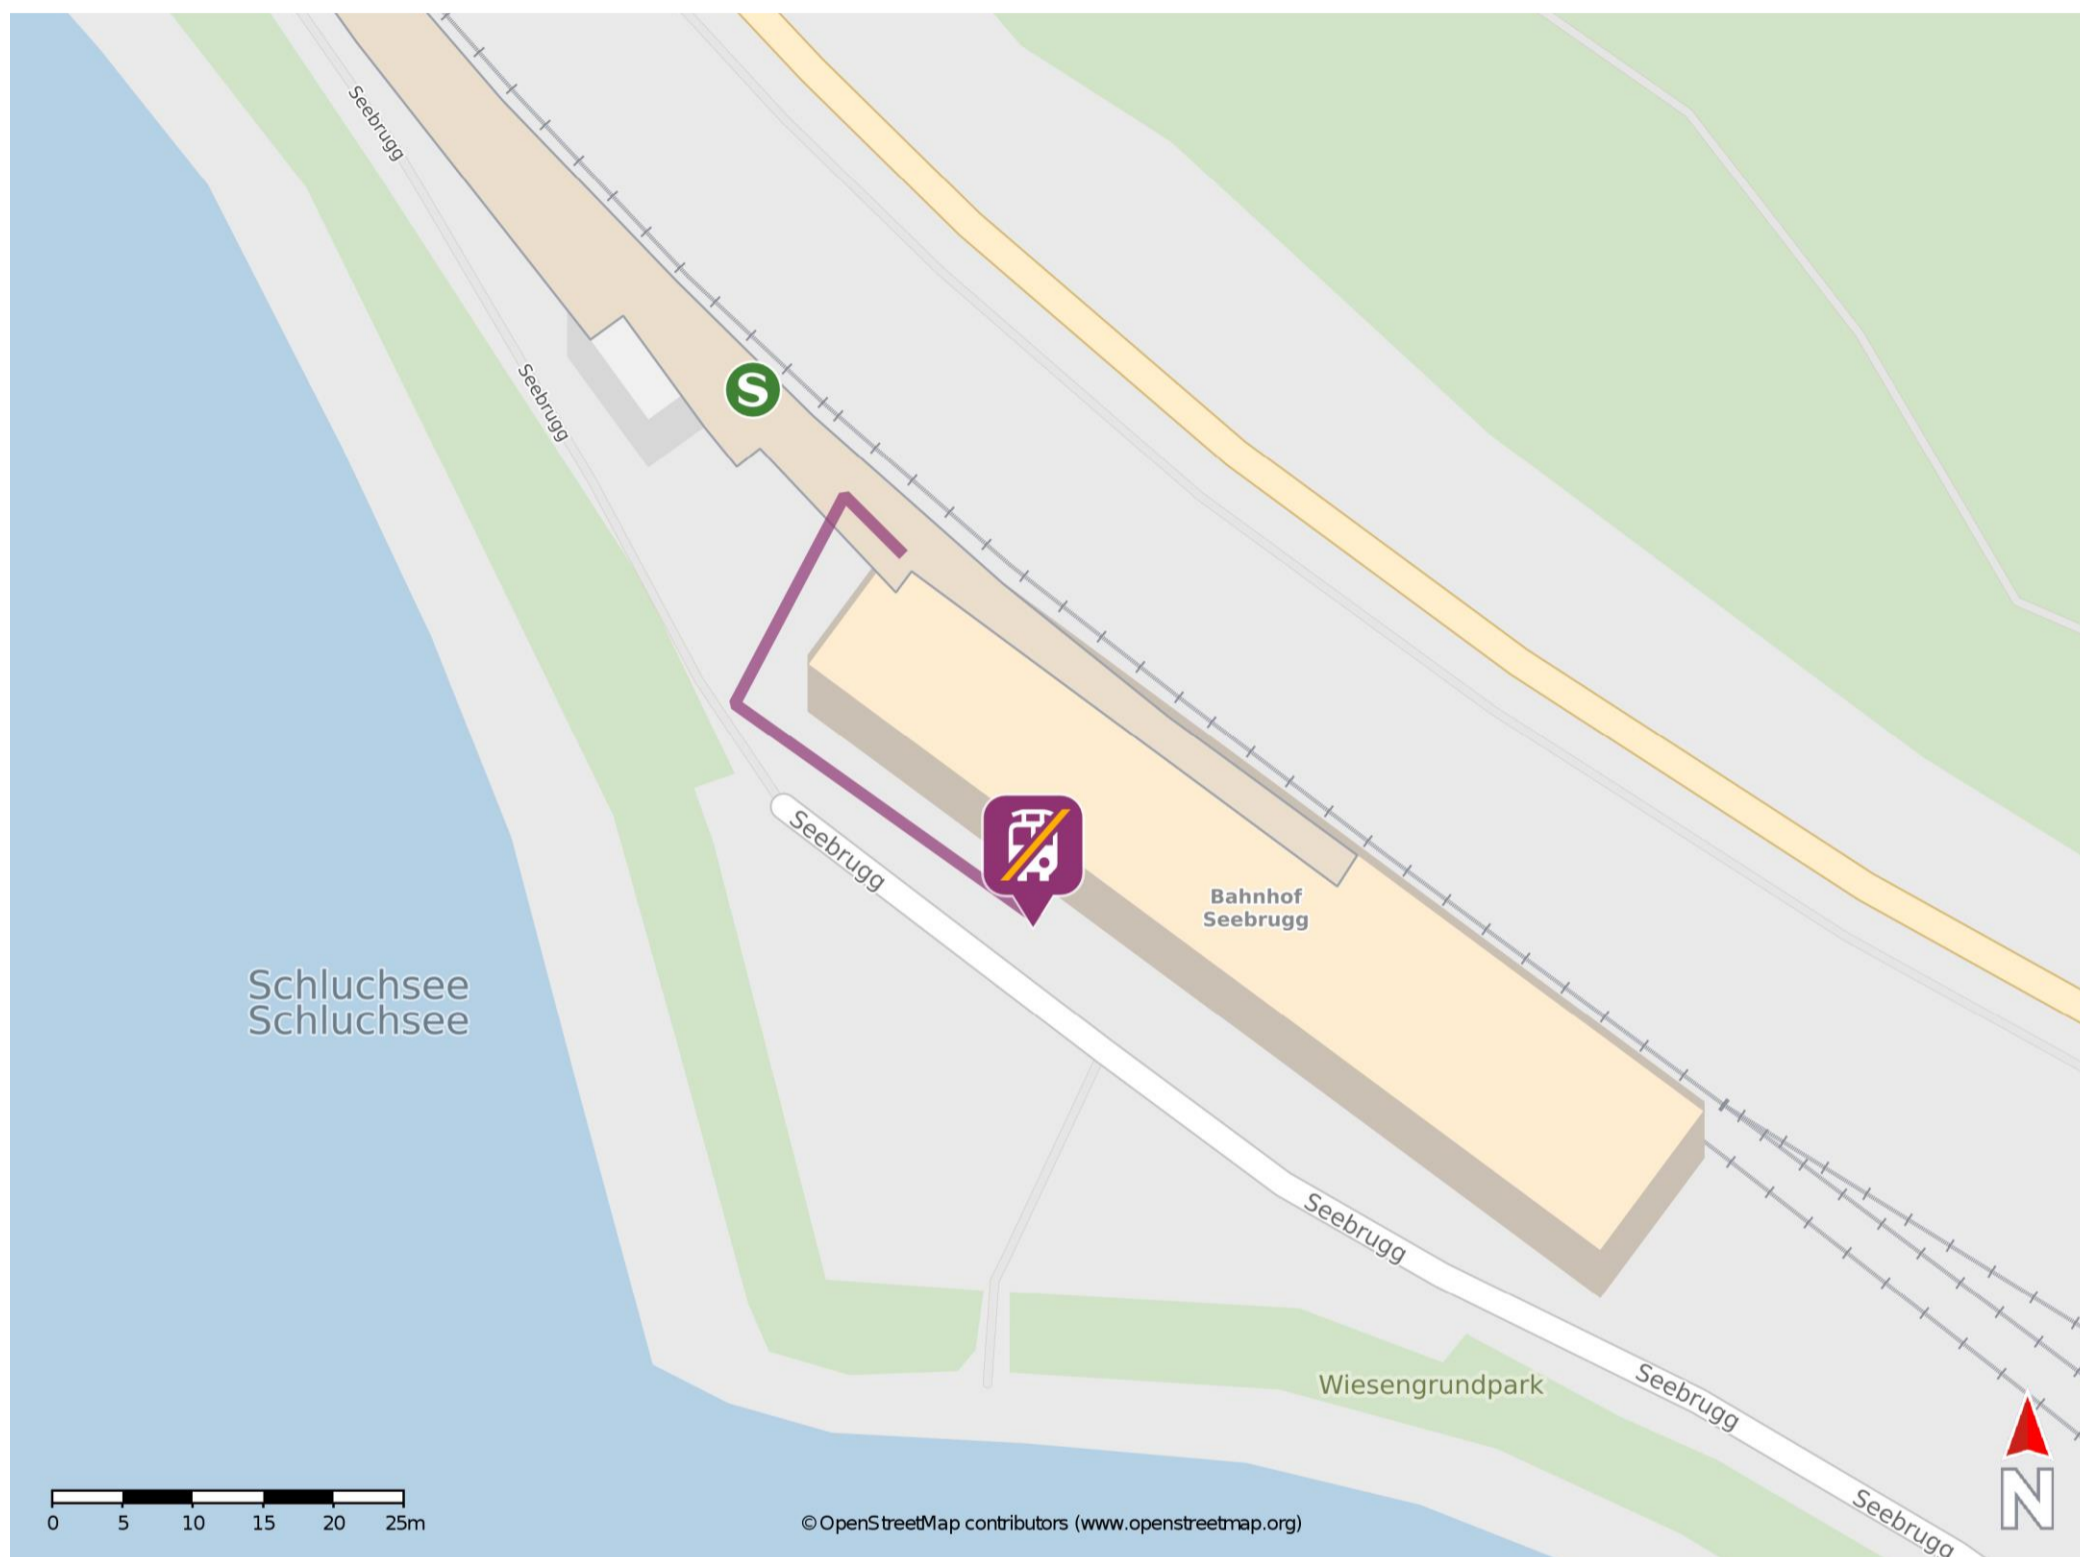 Seebrugg
Seebrugg
S
Seebrugg
Bahnhof
Seebrugg
Schluchsee
Schluchsee
Seebrugg
Wiesengrundpark
Seebrugg
Seebrugg
N
0 5 10 15 20 25m
© OpenStreetMap contributors (www.openstreetmap.org)